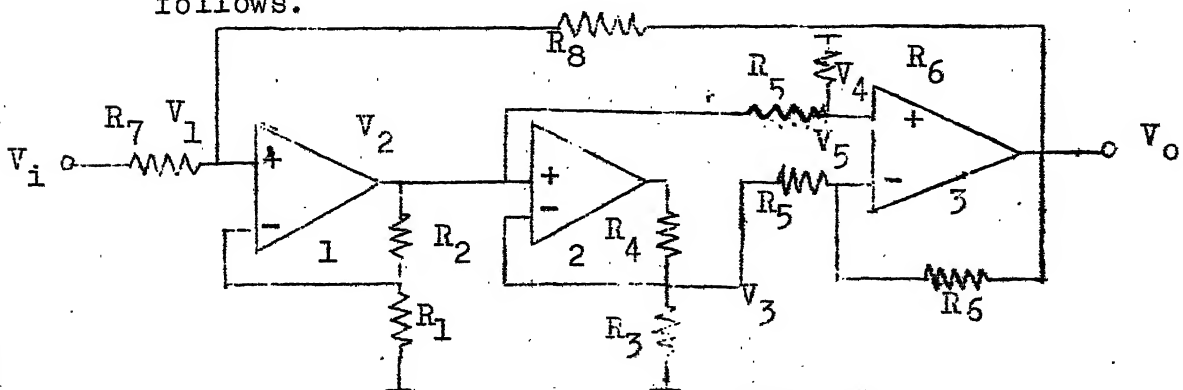 follows.
R8
R5
R6
V4
R7
V1
V2
Vi
+
+
+
Vo
V5
-
-
-
R5
3
1
R2
2
R4
V3
R6
R1
R3